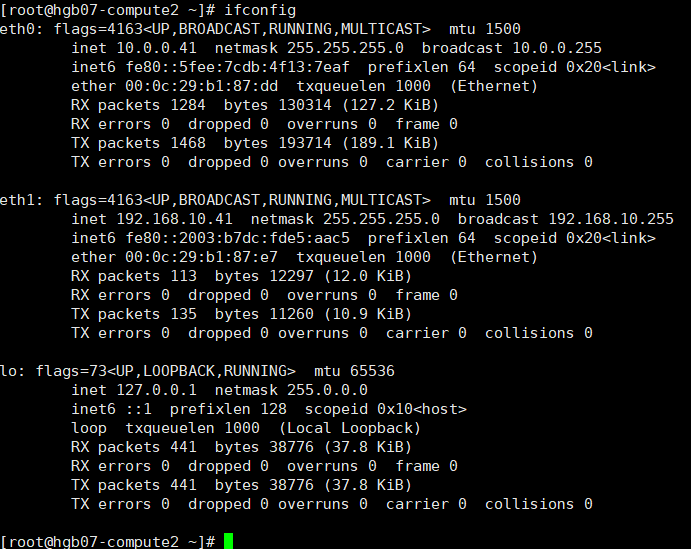 [root@hgb07-compute2 ~]# ifconfig
eth0: flags=4163<UP,BROADCAST,RUNNING,MULTICAST>  mtu 1500
        inet 10.0.0.41  netmask 255.255.255.0  broadcast 10.0.0.255
        inet6 fe80::5fee:7cdb:4f13:7eaf  prefixlen 64  scopeid 0x20<link>
        ether 00:0c:29:b1:87:dd  txqueuelen 1000  (Ethernet)
        RX packets 1284  bytes 130314 (127.2 KiB)
        RX errors 0  dropped 0  overruns 0  frame 0
        TX packets 1468  bytes 193714 (189.1 KiB)
        TX errors 0  dropped 0 overruns 0  carrier 0  collisions 0

eth1: flags=4163<UP,BROADCAST,RUNNING,MULTICAST>  mtu 1500
        inet 192.168.10.41  netmask 255.255.255.0  broadcast 192.168.10.255
        inet6 fe80::2003:b7dc:fde5:aac5  prefixlen 64  scopeid 0x20<link>
        ether 00:0c:29:b1:87:e7  txqueuelen 1000  (Ethernet)
        RX packets 113  bytes 12297 (12.0 KiB)
        RX errors 0  dropped 0  overruns 0  frame 0
        TX packets 135  bytes 11260 (10.9 KiB)
        TX errors 0  dropped 0 overruns 0  carrier 0  collisions 0

lo: flags=73<UP,LOOPBACK,RUNNING>  mtu 65536
        inet 127.0.0.1  netmask 255.0.0.0
        inet6 ::1  prefixlen 128  scopeid 0x10<host>
        loop  txqueuelen 1000  (Local Loopback)
        RX packets 441  bytes 38776 (37.8 KiB)
        RX errors 0  dropped 0  overruns 0  frame 0
        TX packets 441  bytes 38776 (37.8 KiB)
        TX errors 0  dropped 0 overruns 0  carrier 0  collisions 0

[root@hgb07-compute2 ~]#